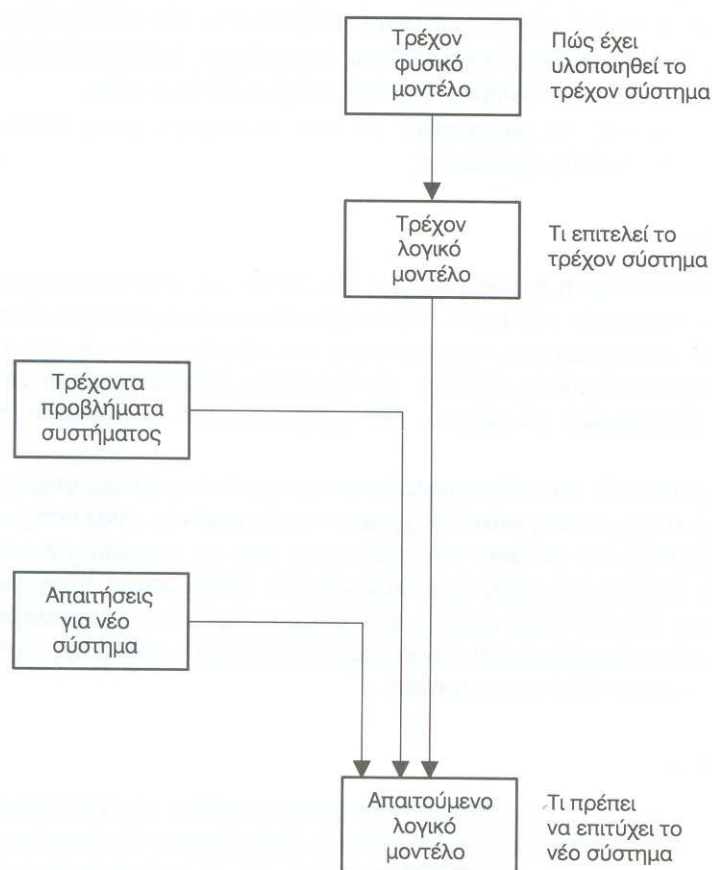 Τρέχον
φυσικό
μοντέλο
Πώς έχει
υλοποιηθεί το
τρέχον σύστημα
Τρέχον
λογικό
μοντέλο
Τι επιτελεί το
τρέχον σύστημα
Τρέχοντα
προβλήματα
συστήματος
Απαιτήσεις
για νέο
σύστημα
Απαιτούμενο
λογικό
μοντέλο
Τι πρέπει
να επιτύχει το
νέο σύστημα